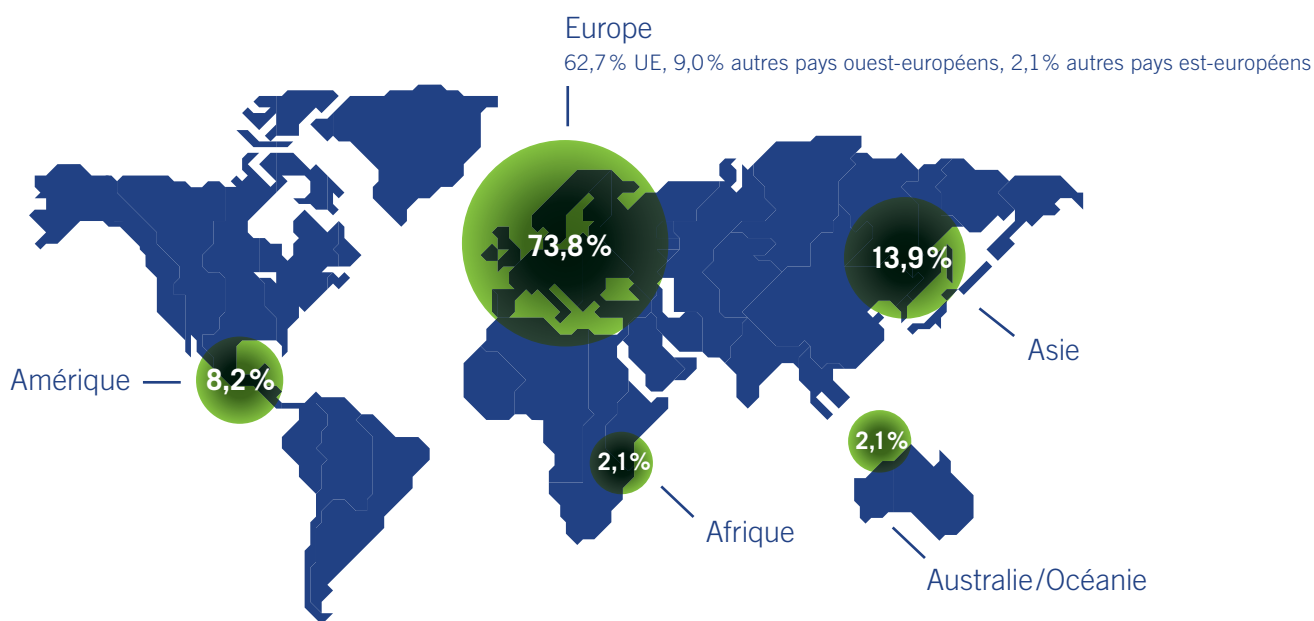 Europe
62,7% UE, 9,0% autres pays ouest-européens, 2,1% autres pays est-européens
73,8%
13,9%
Asie
Amérique
8,2%
2,1%
2,1%
Afrique
Australie/Océanie